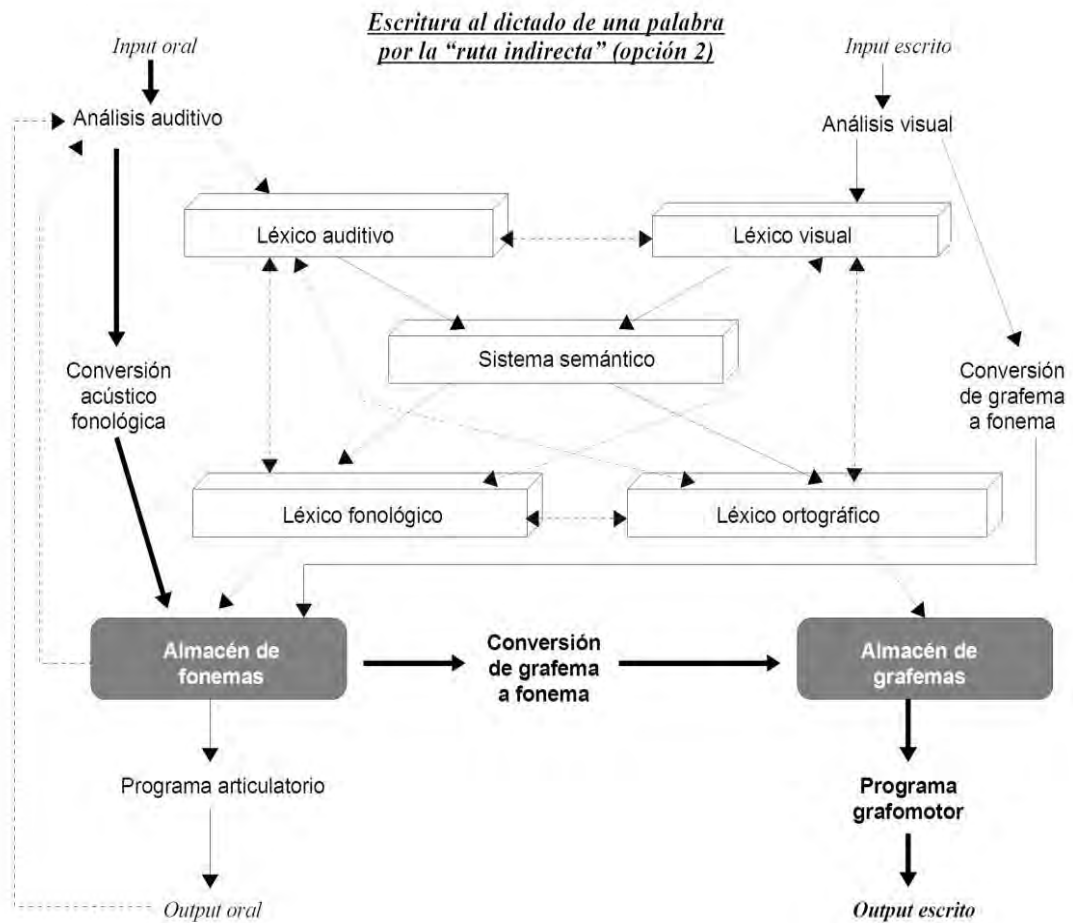 Escritura al dictado de una palabra
por la “ruta indirecta” (opción 2)
Input oral
Input escrito
Análisis auditivo
Análisis visual
Léxico auditivo
Léxico visual
Sistema semántico
Conversión
acústico
fonológica
Conversión
de grafema
a fonema
Léxico fonológico
Léxico ortográfico
Almacén de
fonemas
Conversión
de grafema
a fonema
Almacén de
grafemas
Programa articulatorio
Programa
grafomotor
Output oral
Output escrito